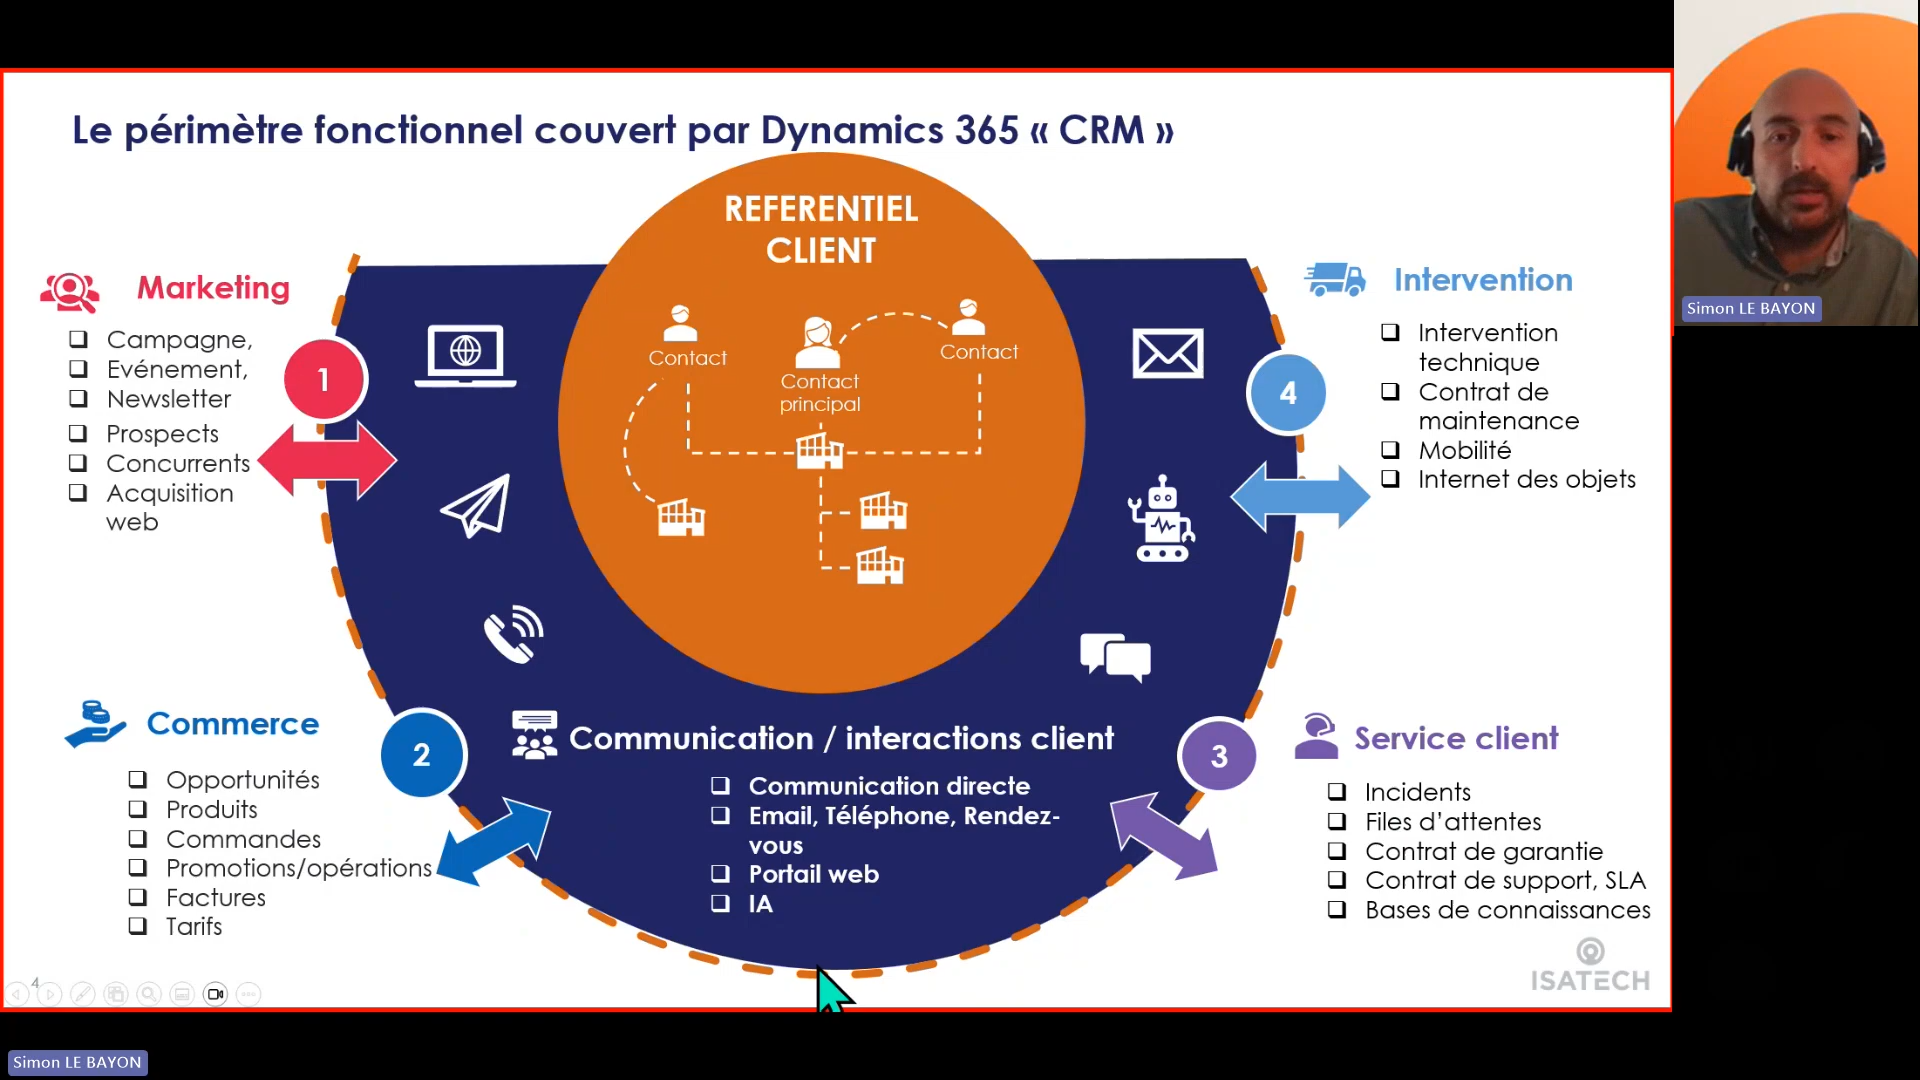 Le périmètre fonctionnel couvert par Dynamics 365 « CRM »
REFERENTIEL
CLIENT
Contact
Contact
principal
Contact
Marketing
Campagne,
Evénement,
Newsletter
Prospects
Concurrents
Acquisition
web
1
Commerce
Opportunités
Produits
Commandes
Promotions/opérations
Factures
Tarifs
2
Communication / interactions client
Communication directe
Email, Téléphone, Rendez-
vous
Portail web
IA
3
Service client
Incidents
Files d’attentes
Contrat de garantie
Contrat de support, SLA
Bases de connaissances
4
Intervention
Intervention
technique
Contrat de
maintenance
Mobilité
Internet des objets
ISATECH
4
Simon LE BAYON
Simon LE BAYON